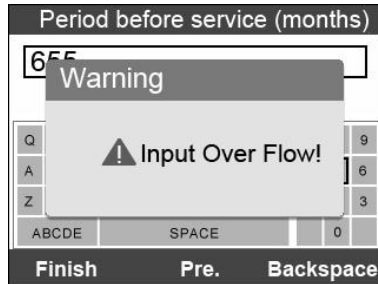 Period before service (months)
655
Warning
Input Over Flow!
Q
9
A
6
Z
3
ABCDE SPACE 0
Finish Pre. Backspace